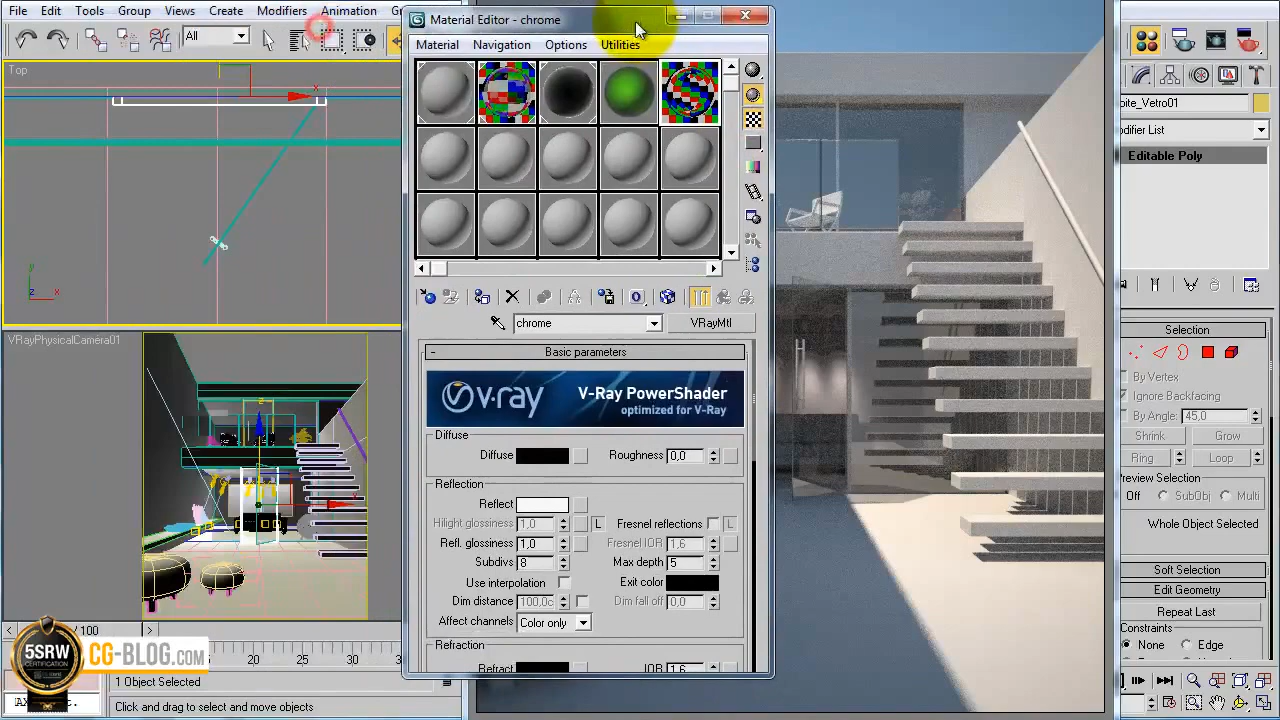 File Edit Tools Group Views Create Modifiers Animation
Material Editor - chrome
Material Navigation Options Utilities
All
Top
VRayPhysicalCamera01
chrome
VRayMtl
- Basic parameters
v·ray
V-Ray PowerShader
optimized for V-Ray
Diffuse
Diffuse Roughness 0,0
Reflection
Reflect
Hilight glossiness 1,0 L Fresnel reflections L
Refl. glossiness 1,0 Fresnel IOR 1,6
Subdivs 8 Max depth 5
Use interpolation Exit color
Dim distance 100,0c Dim fall off 0,0
Affect channels Color only
Refraction
Refract IOR 1,6
Editable Poly
- Selection
By Vertex
Ignore Backfacing
By Angle: 45,0
Shrink Grow
Ring Loop
Preview Selection
Off SubObj Multi
Whole Object Selected
Soft Selection
Edit Geometry
Repeat Last
Constraints
None Edge
/ 100
20 25 30 35
5SRW
CERTIFICATION
CG-BLOG.COM
1 Object Selected
Click and drag to select and move objects